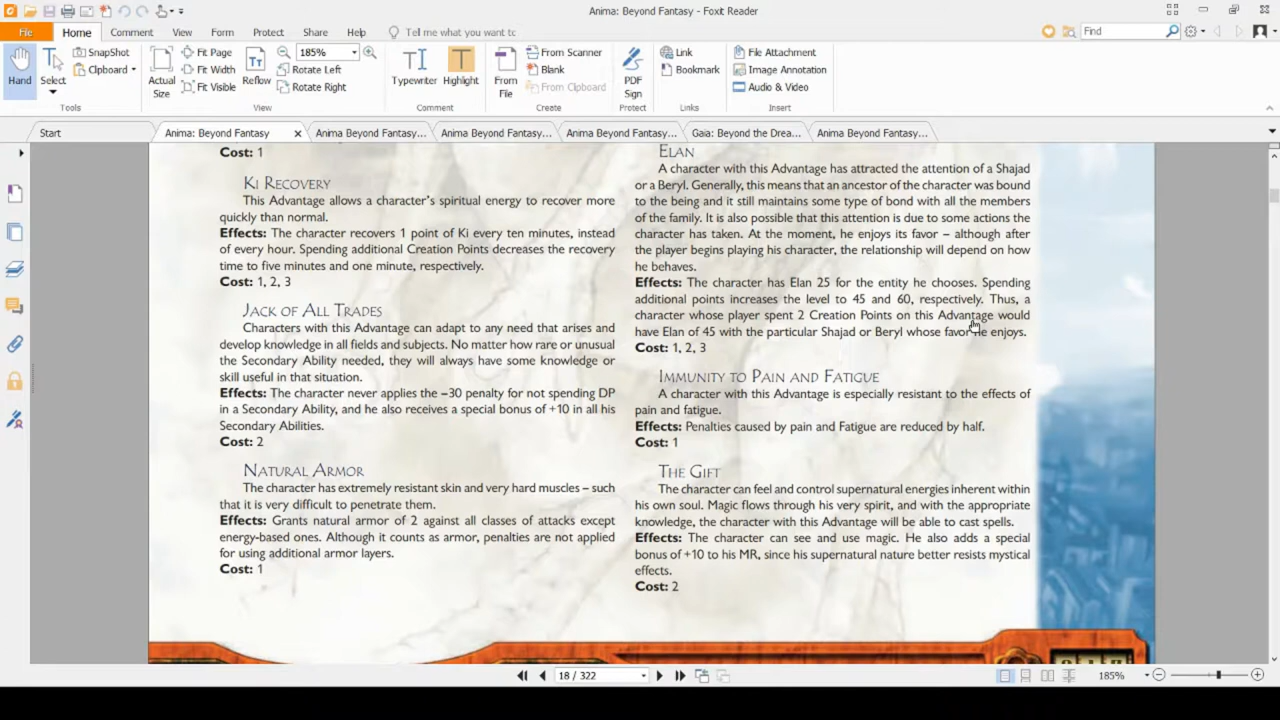 Anima: Beyond Fantasy - Foxit Reader
File Home Comment View Form Protect Share Help Tell me what you want tc Find
Hand
Select
SnapShot
Clipboard
Tools
Actual Size
Fit Page
Fit Width
Fit Visible
Reflow
185%
Rotate Left
Rotate Right
View
Typewriter
Highlight
Comment
From File
From Scanner
Blank
From Clipboard
Create
PDF Sign
Protect
Link
Bookmark
Links
File Attachment
Image Annotation
Audio & Video
Insert
Start Anima: Beyond Fantasy Anima Beyond Fantasy... Anima Beyond Fantasy... Anima Beyond Fantasy... Gaia: Beyond the Drea... Anima Beyond Fantasy...
Cost: 1
Ki Recovery
This Advantage allows a character's spiritual energy to recover more
quickly than normal.
Effects: The character recovers 1 point of Ki every ten minutes, instead
of every hour. Spending additional Creation Points decreases the recovery
time to five minutes and one minute, respectively.
Cost: 1, 2, 3
Jack of All Trades
Characters with this Advantage can adapt to any need that arises and
develop knowledge in all fields and subjects. No matter how rare or unusual
the Secondary Ability needed, they will always have some knowledge or
skill useful in that situation.
Effects: The character never applies the –30 penalty for not spending DP
in a Secondary Ability, and he also receives a special bonus of +10 in all his
Secondary Abilities.
Cost: 2
Natural Armor
The character has extremely resistant skin and very hard muscles – such
that it is very difficult to penetrate them.
Effects: Grants natural armor of 2 against all classes of attacks except
energy-based ones. Although it counts as armor, penalties are not applied
for using additional armor layers.
Cost: 1
Elan
A character with this Advantage has attracted the attention of a Shajad
or a Beryl. Generally, this means that an ancestor of the character was bound
to the being and it still maintains some type of bond with all the members
of the family. It is also possible that this attention is due to some actions the
character has taken. At the moment, he enjoys its favor – although after
the player begins playing his character, the relationship will depend on how
he behaves.
Effects: The character has Elan 25 for the entity he chooses. Spending
additional points increases the level to 45 and 60, respectively. Thus, a
character whose player spent 2 Creation Points on this Advantage would
have Elan of 45 with the particular Shajad or Beryl whose favor he enjoys.
Cost: 1, 2, 3
Immunity to Pain and Fatigue
A character with this Advantage is especially resistant to the effects of
pain and fatigue.
Effects: Penalties caused by pain and Fatigue are reduced by half.
Cost: 1
The Gift
The character can feel and control supernatural energies inherent within
his own soul. Magic flows through his very spirit, and with the appropriate
knowledge, the character with this Advantage will be able to cast spells.
Effects: The character can see and use magic. He also adds a special
bonus of +10 to his MR, since his supernatural nature better resists mystical
effects.
Cost: 2
18 / 322
185%